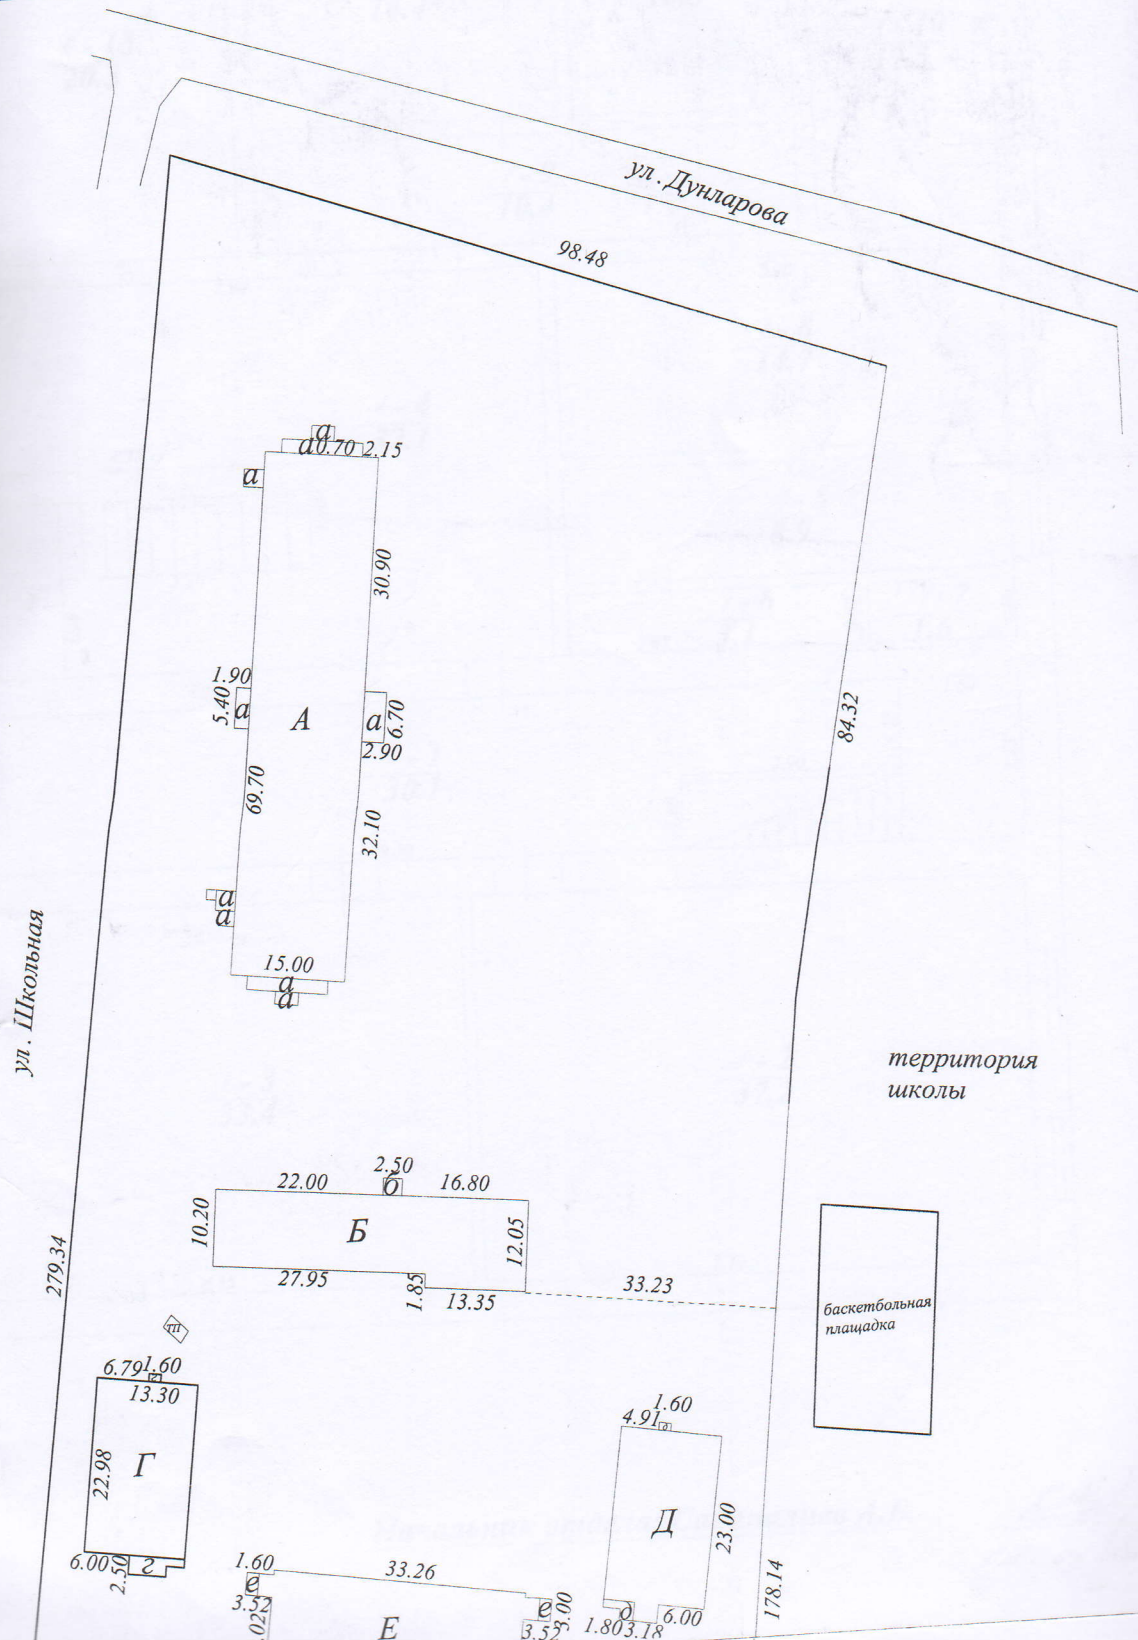 ул. Дунларова
98.48
а
а
0.70
2.15
а
30.90
1.90
5.40
а
А
а
6.70
2.90
84.32
69.70
32.10
а
а
15.00
а
а
ул. Школьная
территория
школы
2.50
22.00
б
16.80
10.20
Б
12.05
27.95
1.85
13.35
33.23
279.34
баскетбольная
плащадка
ТП
6.79
1.60
г
13.30
1.60
4.91
д
22.98
Г
Д
23.00
6.00
2.50
г
1.60
33.26
е
3.52
Е
е
3.00
3.52
д
1.80
3.18
6.00
178.14